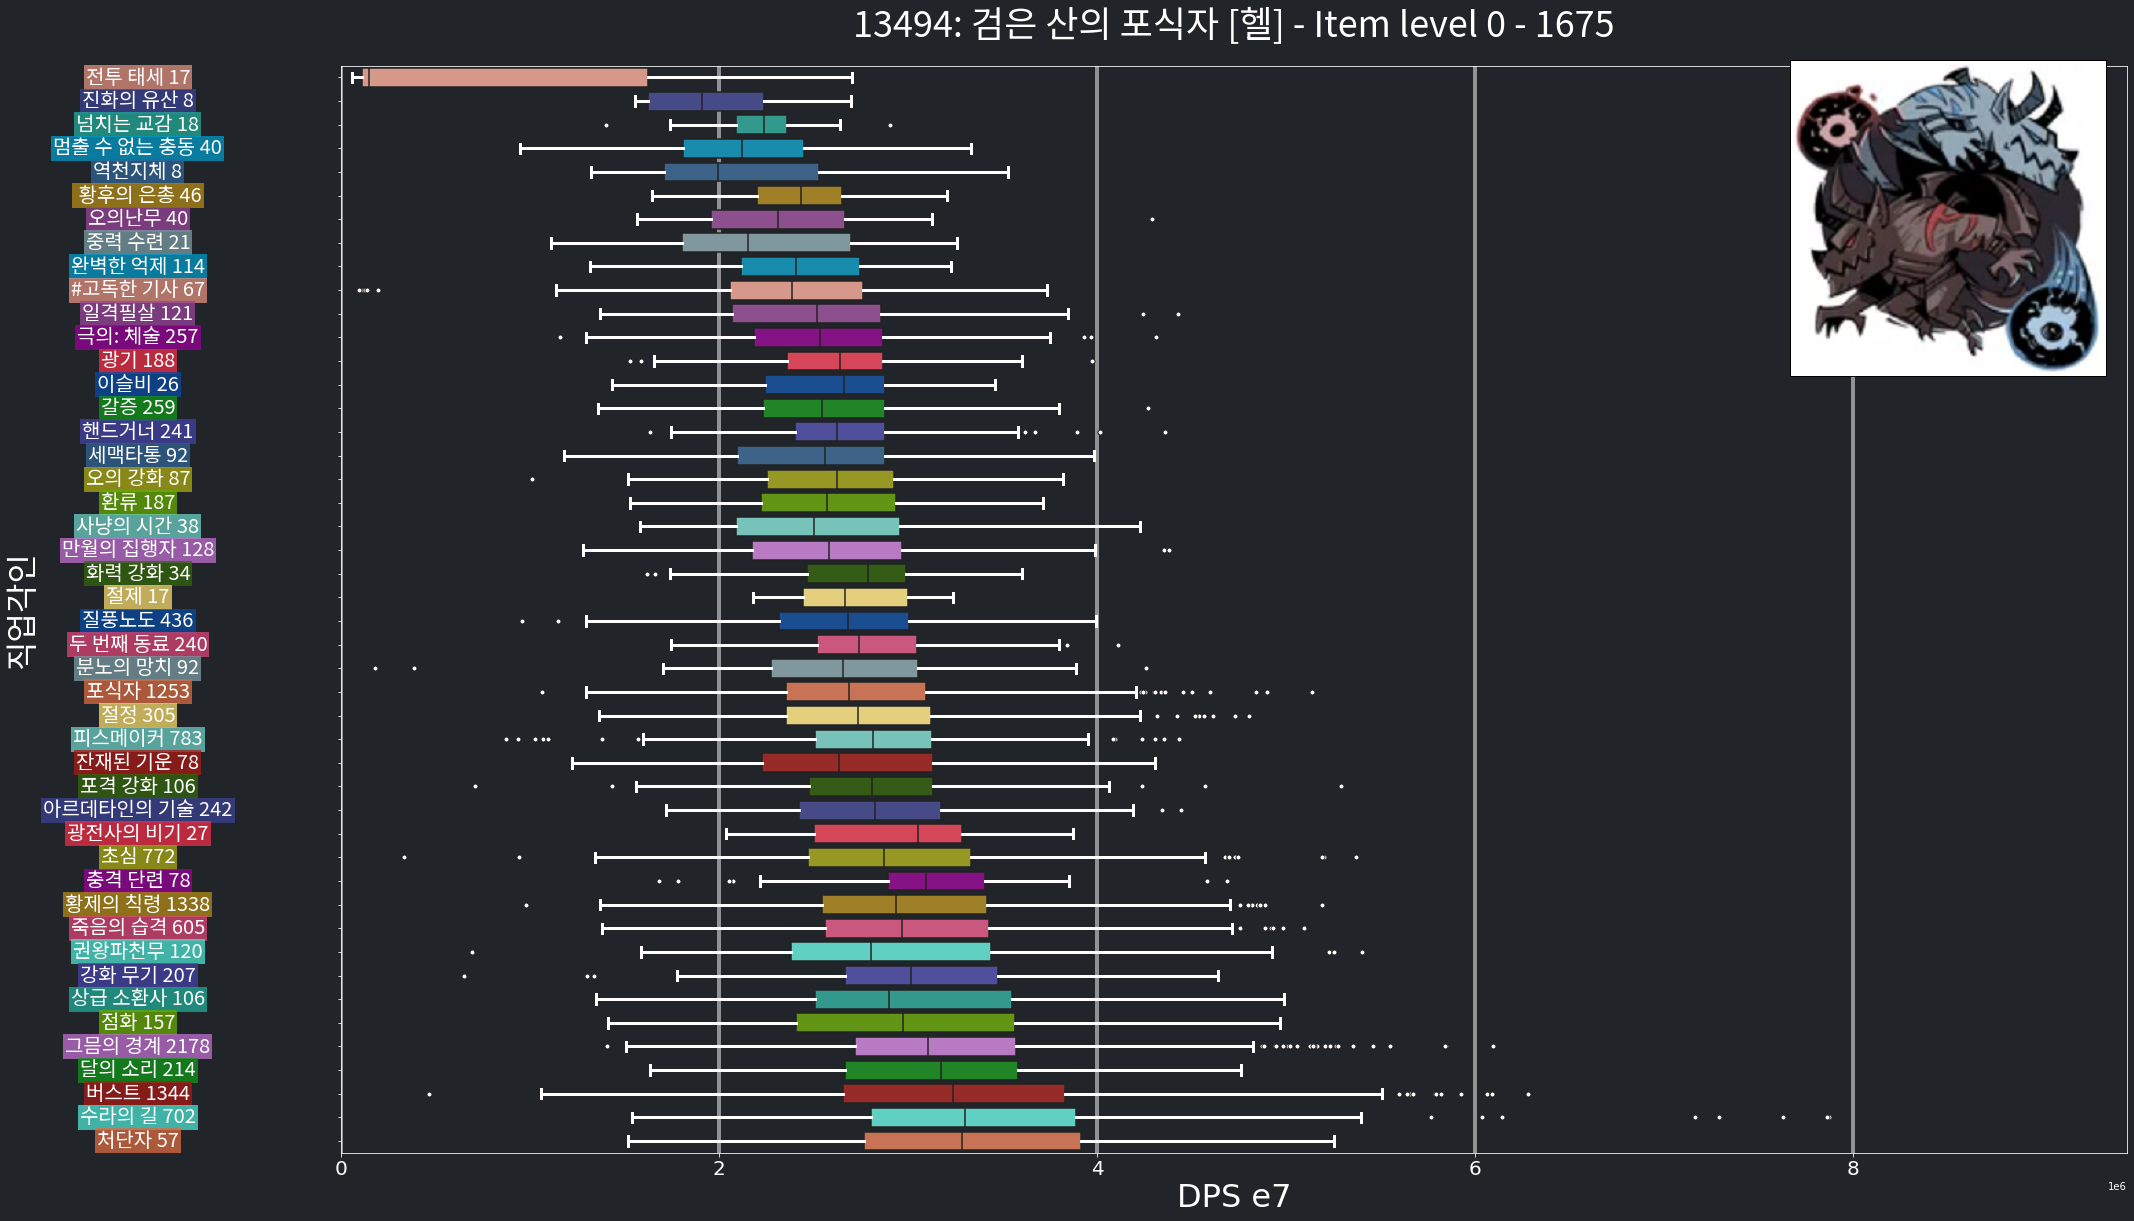 13494: 검은 산의 포식자 [헬] - Item level 0 - 1675
직업각인
전투 태세 17
진화의 유산 8
넘치는 교감 18
멈출 수 없는 충동 40
역천지체 8
황후의 은총 46
오의난무 40
중력 수련 21
완벽한 억제 114
#고독한 기사 67
일격필살 121
극의: 체술 257
광기 188
이슬비 26
갈증 259
핸드거너 241
세맥타통 92
오의 강화 87
환류 187
사냥의 시간 38
만월의 집행자 128
화력 강화 34
절제 17
질풍노도 436
두 번째 동료 240
분노의 망치 92
포식자 1253
절정 305
피스메이커 783
잔재된 기운 78
포격 강화 106
아르데타인의 기술 242
광전사의 비기 27
초심 772
충격 단련 78
황제의 칙령 1338
죽음의 습격 605
권왕파천무 120
강화 무기 207
상급 소환사 106
점화 157
그믐의 경계 2178
달의 소리 214
버스트 1344
수라의 길 702
처단자 57
0 2 4 6 8
DPS e7
1e6